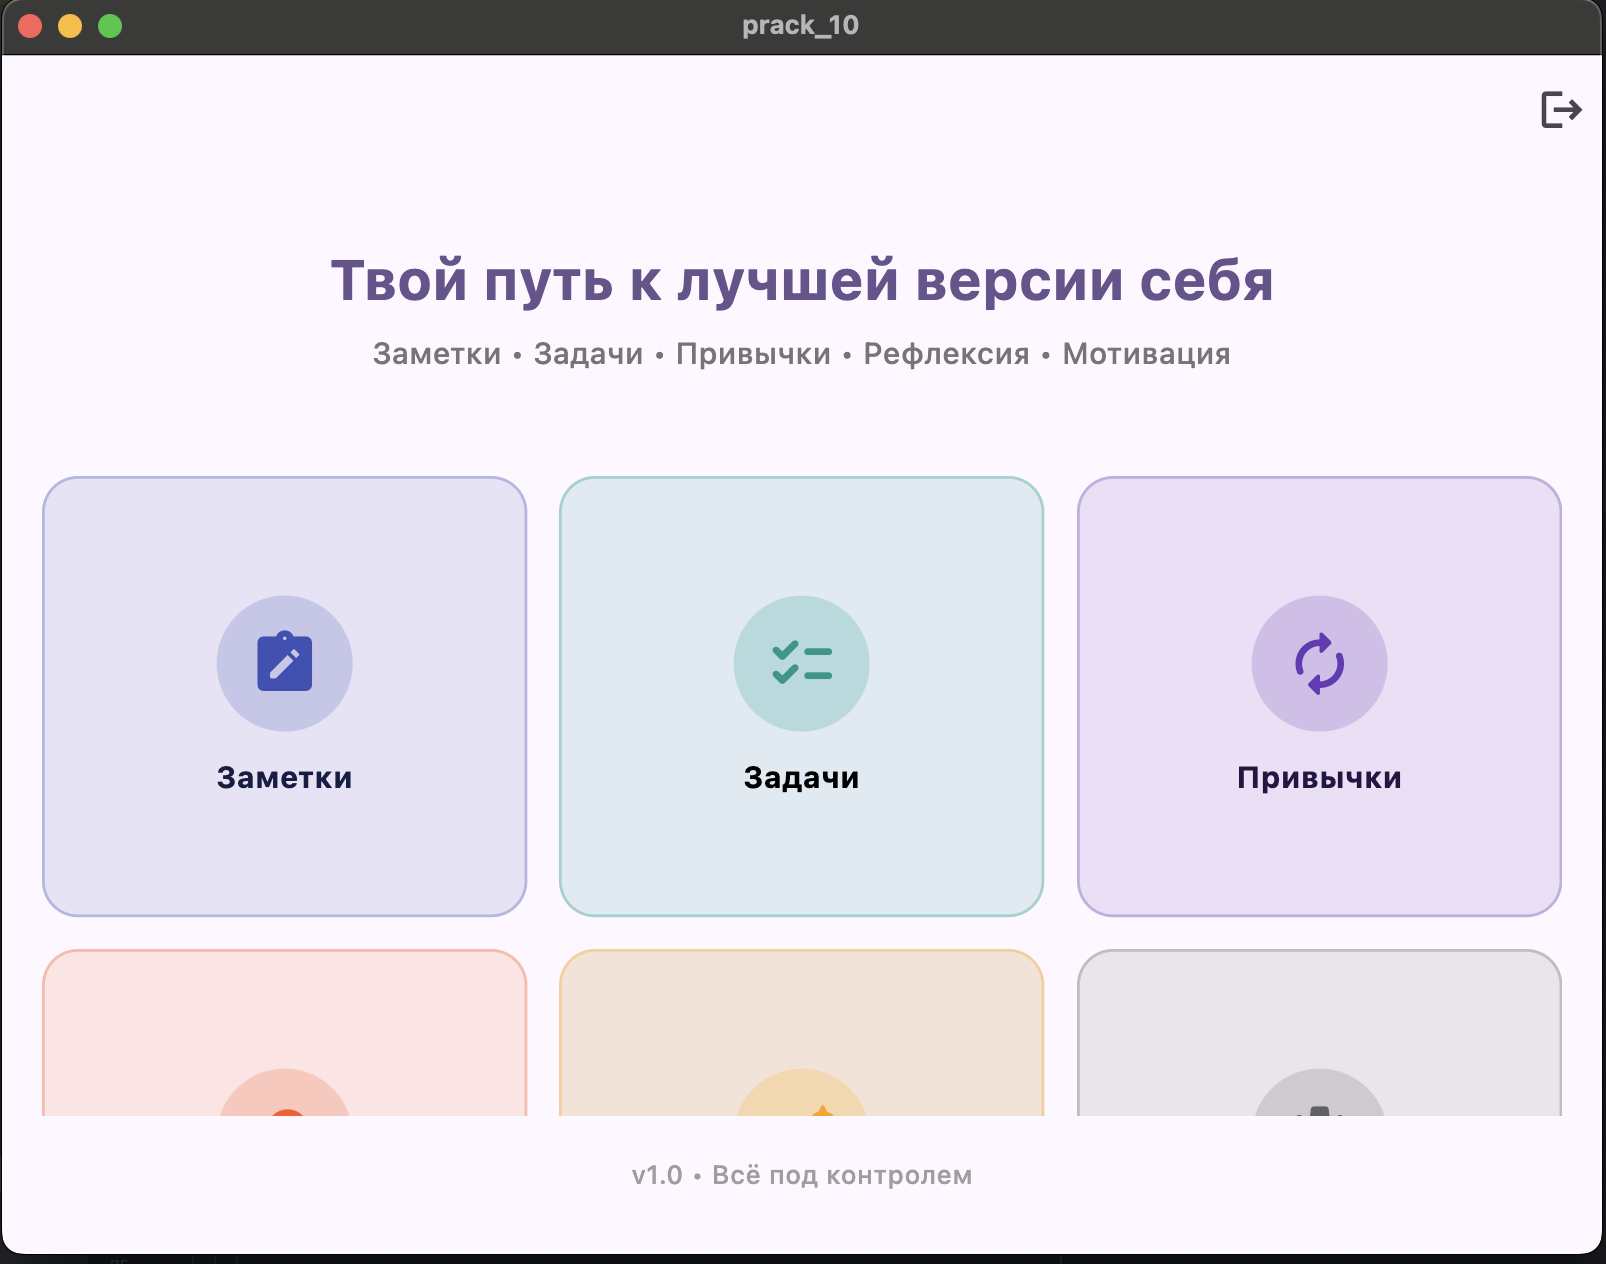 prack_10
Твой путь к лучшей версии себя
Заметки • Задачи • Привычки • Рефлексия • Мотивация
Заметки
Задачи
Привычки
v1.0 • Всё под контролем